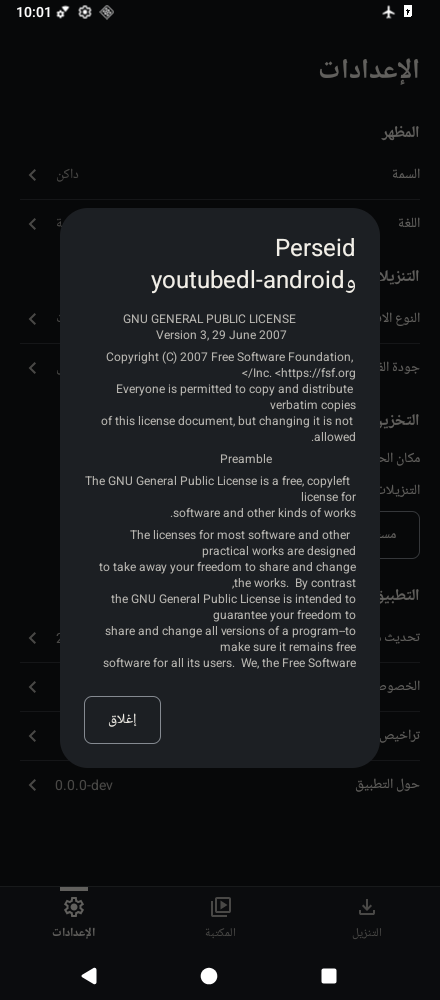 10:01
الإعدادات
المظهر
السمة
داكن
اللغة
Perseid
وyoutubedl-android
GNU GENERAL PUBLIC LICENSE
Version 3, 29 June 2007
Copyright (C) 2007 Free Software Foundation,
Inc. <https://fsf.org/>
Everyone is permitted to copy and distribute
verbatim copies
of this license document, but changing it is not
allowed.
Preamble
The GNU General Public License is a free, copyleft
license for
software and other kinds of works.
The licenses for most software and other
practical works are designed
to take away your freedom to share and change
the works.  By contrast,
the GNU General Public License is intended to
guarantee your freedom to
share and change all versions of a program--to
make sure it remains free
software for all its users.  We, the Free Software
إغلاق
حول التطبيق
0.0.0-dev
التنزيل
المكتبة
الإعدادات